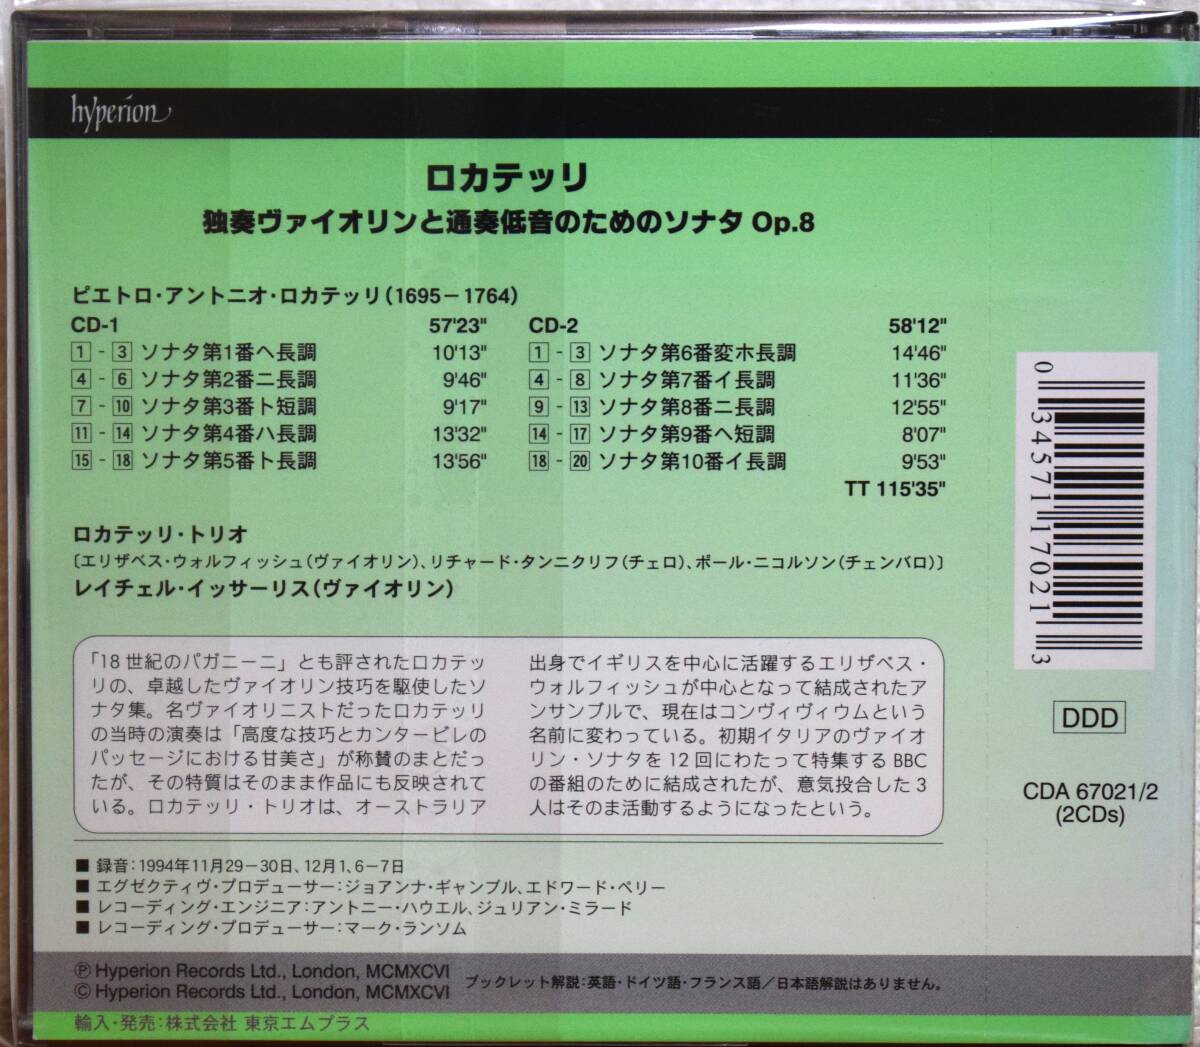 hyperion
ロカテッリ
独奏ヴァイオリンと通奏低音のためのソナタ Op.8
ピエトロ・アントニオ・ロカテッリ（1695－1764）
CD-1 57'23"
1 - 3 ソナタ第1番ヘ長調 10'13"
4 - 6 ソナタ第2番ニ長調 9'46"
7 - 10 ソナタ第3番ト短調 9'17"
11 - 14 ソナタ第4番ハ長調 13'32"
15 - 18 ソナタ第5番ト長調 13'56"
CD-2 58'12"
1 - 3 ソナタ第6番変ホ長調 14'46"
4 - 8 ソナタ第7番イ長調 11'36"
9 - 13 ソナタ第8番ニ長調 12'55"
14 - 17 ソナタ第9番ヘ短調 8'07"
18 - 20 ソナタ第10番イ長調 9'53"
TT 115'35"
ロカテッリ・トリオ
〔エリザベス・ウォルフィッシュ（ヴァイオリン）、リチャード・タンニクリフ（チェロ）、ポール・ニコルソン（チェンバロ）〕
レイチェル・イッサーリス（ヴァイオリン）
「18世紀のパガニーニ」とも評されたロカテッ
リの、卓越したヴァイオリン技巧を駆使したソ
ナタ集。名ヴァイオリニストだったロカテッリ
の当時の演奏は「高度な技巧とカンタービレの
パッセージにおける甘美さ」が称賛のまとだっ
たが、その特質はそのまま作品にも反映されて
いる。ロカテッリ・トリオは、オーストラリア
出身でイギリスを中心に活躍するエリザベス・
ウォルフィッシュが中心となって結成されたア
ンサンブルで、現在はコンヴィヴィウムという
名前に変わっている。初期イタリアのヴァイオ
リン・ソナタを12回にわたって特集するBBC
の番組のために結成されたが、意気投合した3
人はそのまま活動するようになったという。
■ 録音：1994年11月29－30日、12月1、6－7日
■ エグゼクティヴ・プロデューサー：ジョアンナ・ギャンブル、エドワード・ペリー
■ レコーディング・エンジニア：アントニー・ハウエル、ジュリアン・ミラード
■ レコーディング・プロデューサー：マーク・ランソム
Ⓟ Hyperion Records Ltd., London, MCMXCVI
© Hyperion Records Ltd., London, MCMXCVI
ブックレット解説：英語・ドイツ語・フランス語／日本語解説はありません。
輸入・発売：株式会社 東京エムプラス
0 34571 17021 3
DDD
CDA 67021/2
(2CDs)